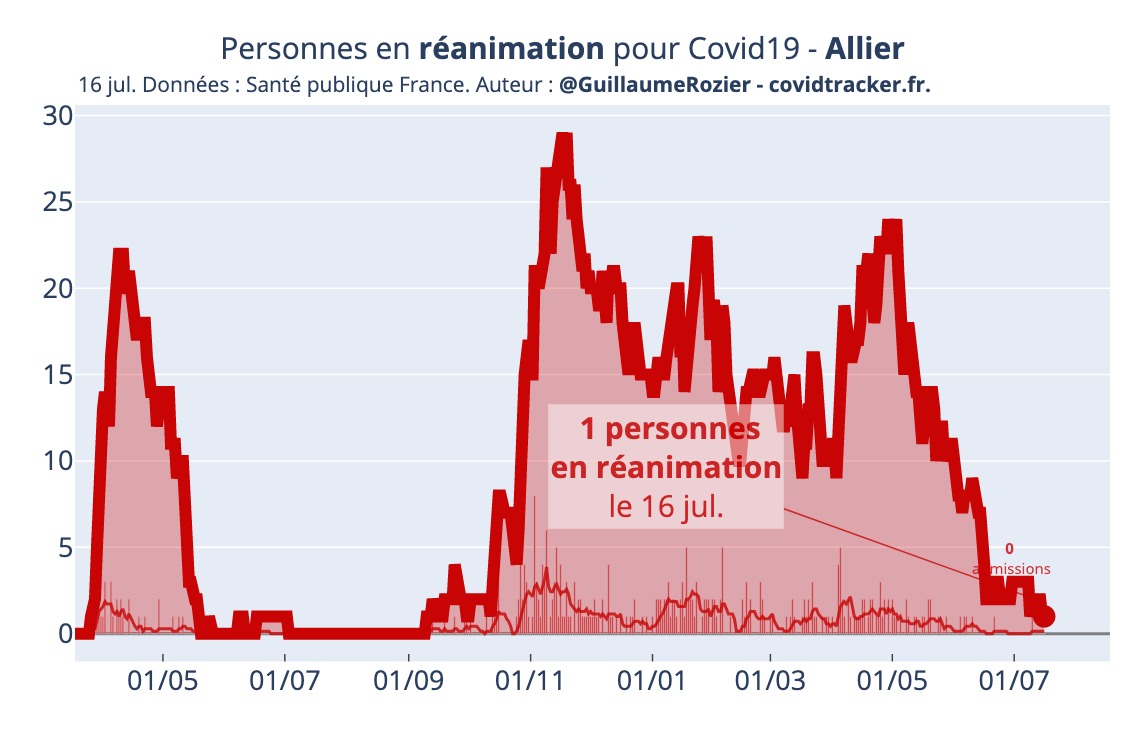 Personnes en réanimation pour Covid19 - Allier
16 jul. Données : Santé publique France. Auteur : @GuillaumeRozier - covidtracker.fr.
30
25
20
15
10
5
0
1 personnes
en réanimation
le 16 jul.
0
admissions
01/05
01/07
01/09
01/11
01/01
01/03
01/05
01/07